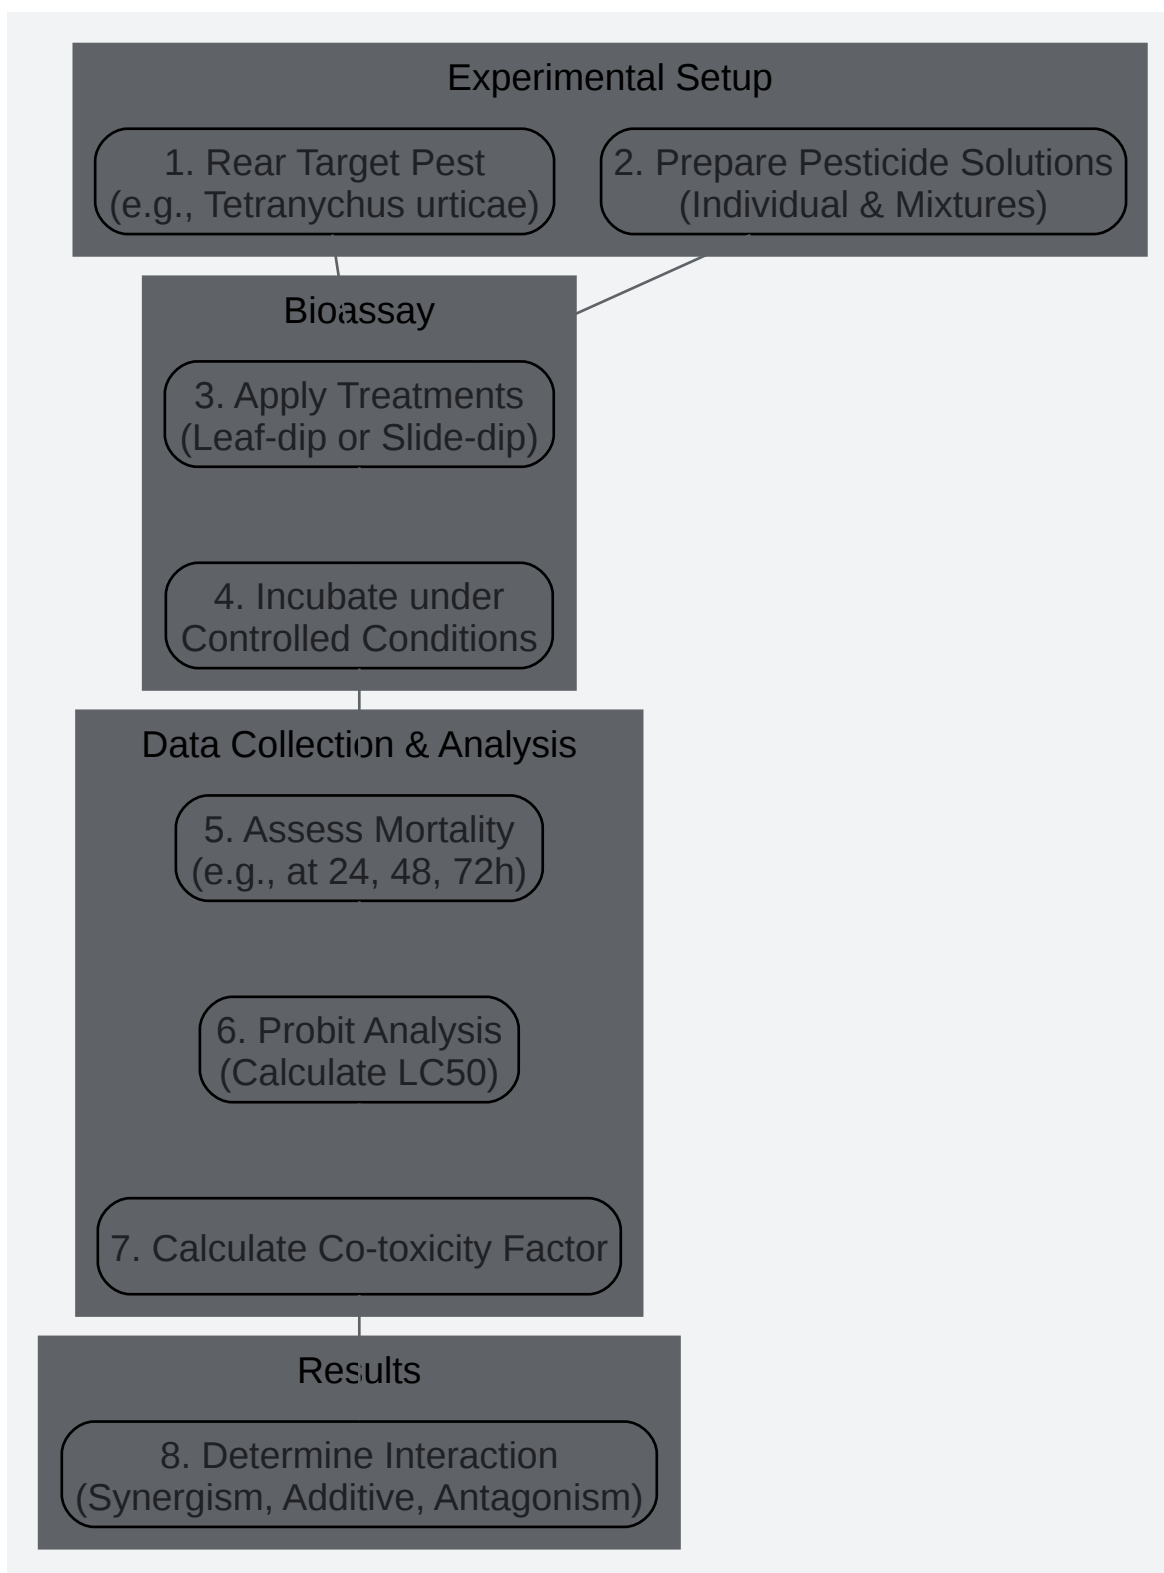 Experimental Setup
1. Rear Target Pest
(e.g., Tetranychus urticae)
2. Prepare Pesticide Solutions
(Individual & Mixtures)
Bioassay
3. Apply Treatments
(Leaf-dip or Slide-dip)
4. Incubate under
Controlled Conditions
Data Collection & Analysis
5. Assess Mortality
(e.g., at 24, 48, 72h)
6. Probit Analysis
(Calculate LC50)
7. Calculate Co-toxicity Factor
Results
8. Determine Interaction
(Synergism, Additive, Antagonism)